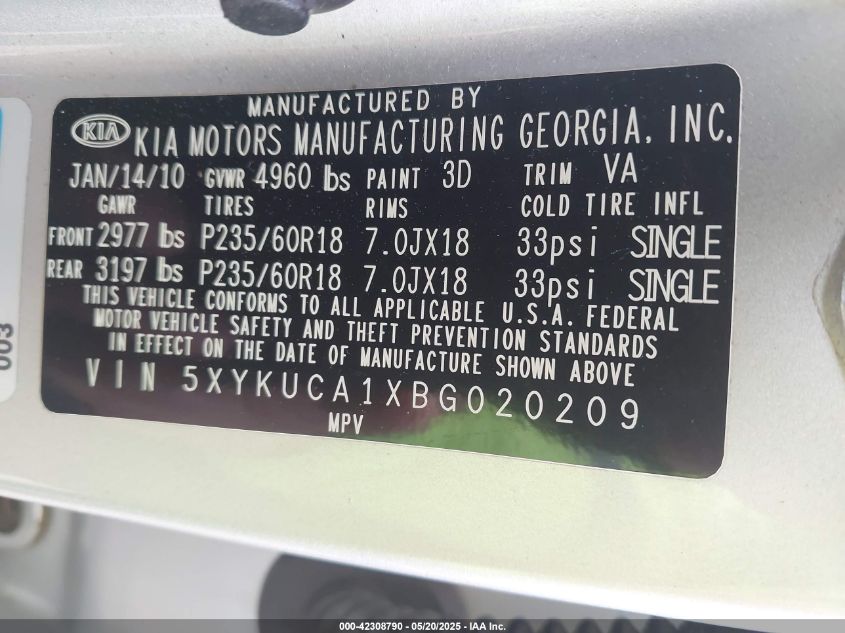 MANUFACTURED BY
KIA KIA MOTORS MANUFACTURING GEORGIA, INC.
JAN/14/10 GVWR 4960 lbs PAINT 3D TRIM VA
GAWR TIRES RIMS COLD TIRE INFL
FRONT 2977 lbs P235/60R18 7.0JX18 33psi SINGLE
REAR 3197 lbs P235/60R18 7.0JX18 33psi SINGLE
THIS VEHICLE CONFORMS TO ALL APPLICABLE U.S.A. FEDERAL
MOTOR VEHICLE SAFETY AND THEFT PREVENTION STANDARDS
IN EFFECT ON THE DATE OF MANUFACTURE SHOWN ABOVE
VIN 5XYKUCA1XBG020209
MPV
003
000-42308790 - 05/20/2025 - IAA Inc.